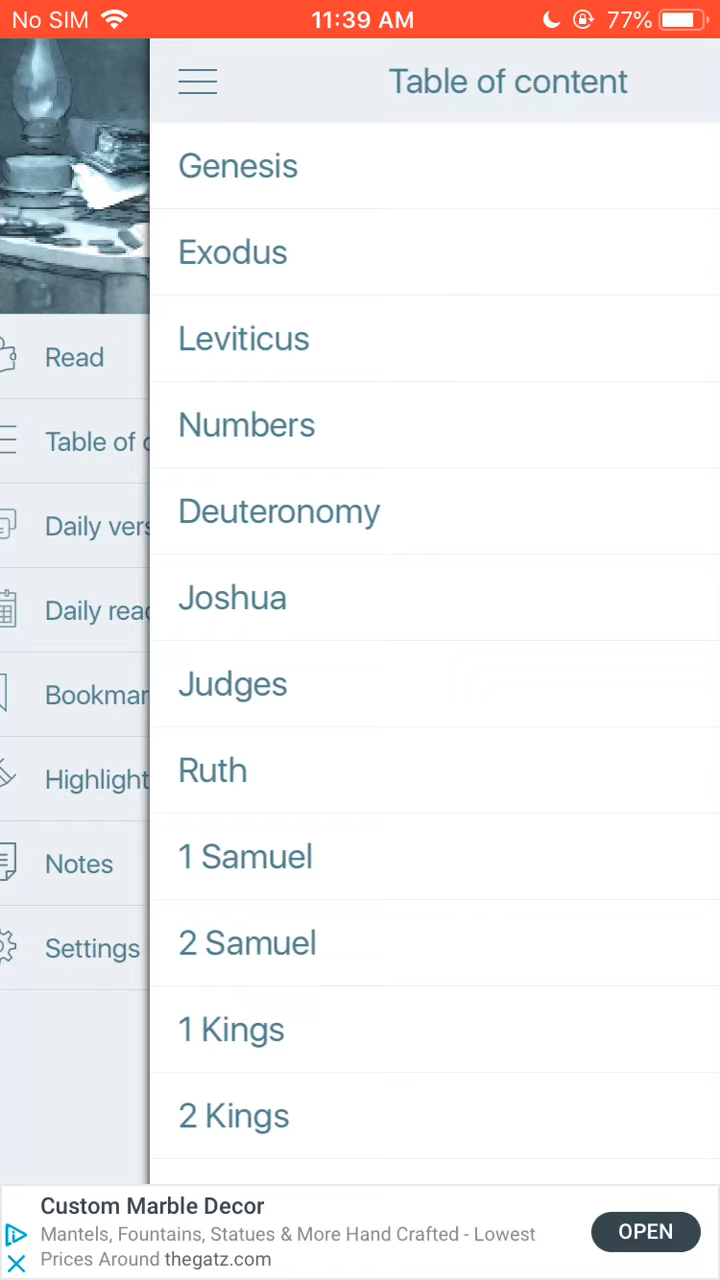 No SIM 11:39 AM 77%
Table of content
Genesis
Exodus
Leviticus
Numbers
Deuteronomy
Joshua
Judges
Ruth
1 Samuel
2 Samuel
1 Kings
2 Kings
Read
Table of c
Daily vers
Daily read
Bookmar
Highlight
Notes
Settings
Custom Marble Decor
Mantels, Fountains, Statues & More Hand Crafted - Lowest
Prices Around thegatz.com
OPEN